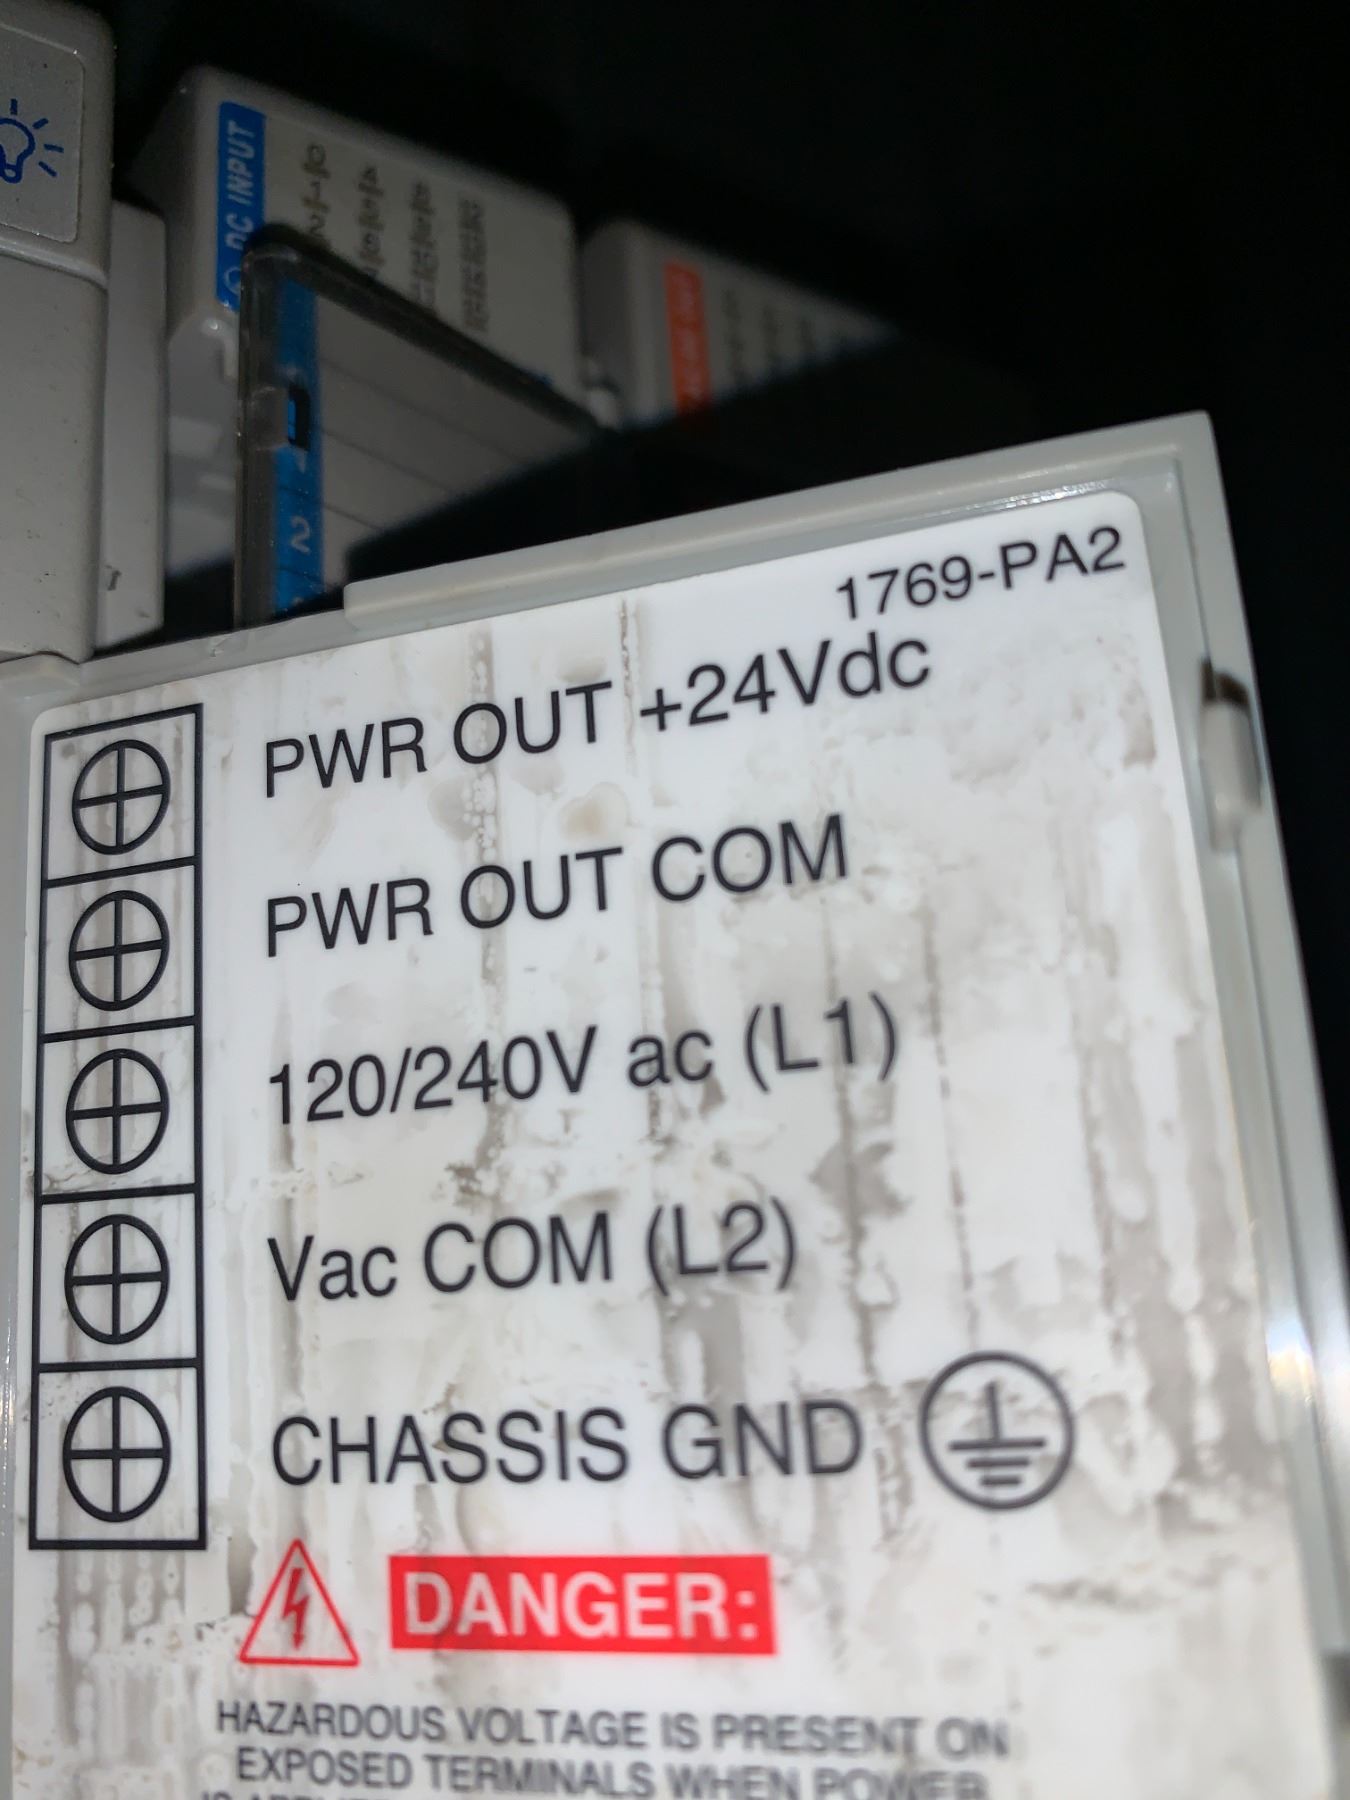 DC INPUT
2
1769-PA2
PWR OUT +24Vdc
PWR OUT COM
120/240V ac (L1)
Vac COM (L2)
CHASSIS GND
DANGER:
HAZARDOUS VOLTAGE IS PRESENT ON
EXPOSED TERMINALS WHEN POWER